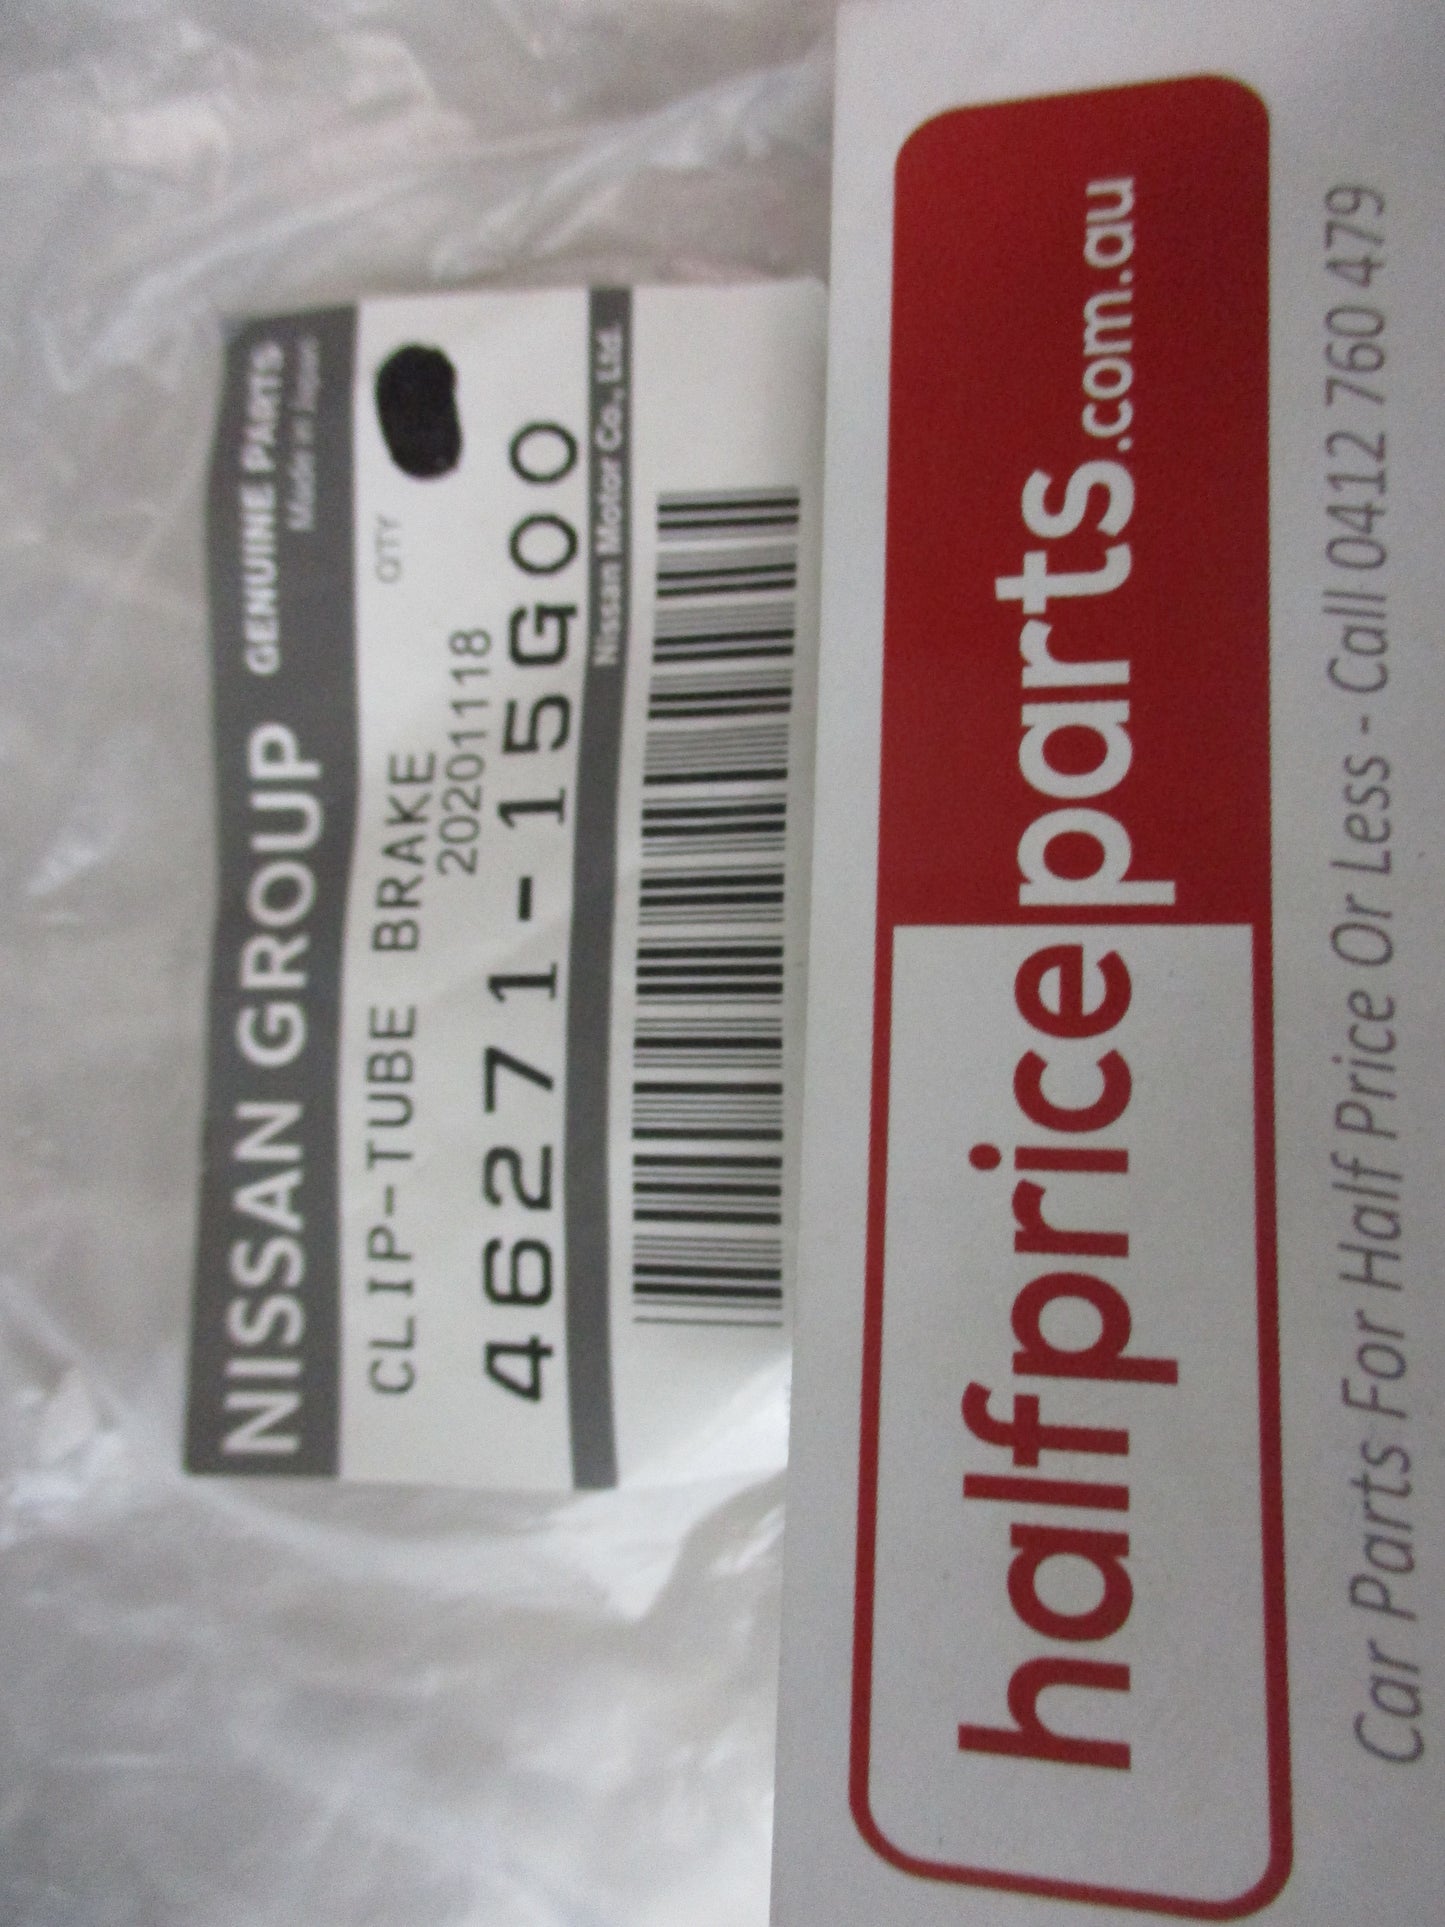 NISSAN GROUP GENUINE PARTS
Made in Japan
CLIP-TUBE BRAKE QTY
20201118
46271-15G00
Nissan Motor Co., Ltd.
halfpriceparts.com.au
Car Parts For Half Price Or Less - Call 0412 760 479